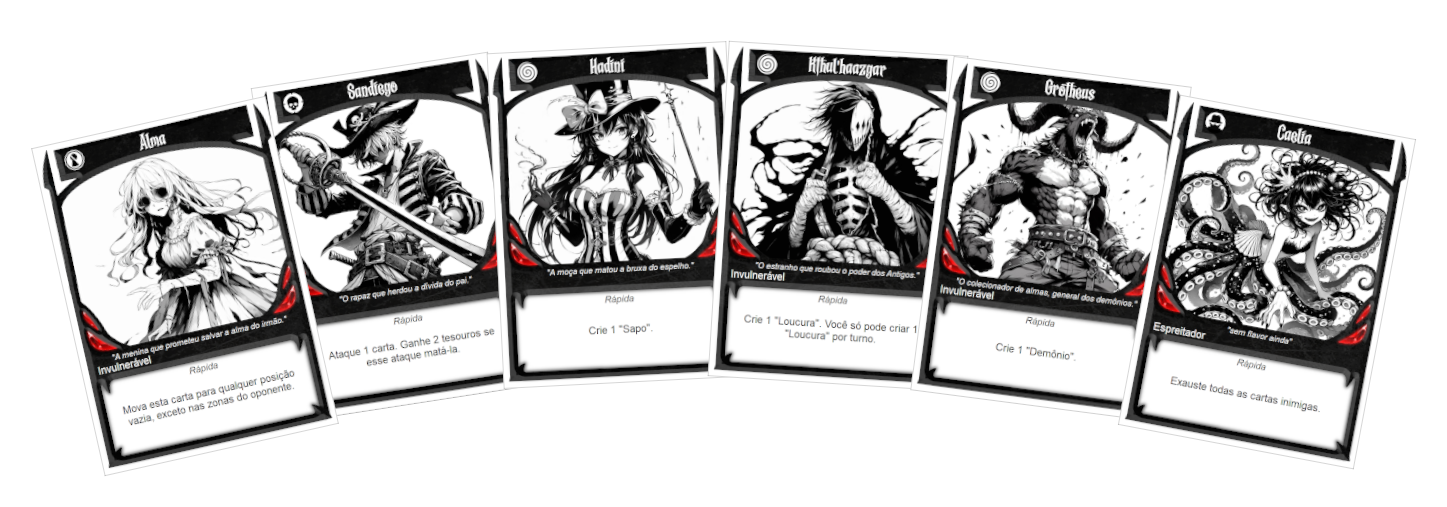 Alma
"A menina que prometeu salvar a alma do irmão."
Invulnerável
Rápida
Mova esta carta para qualquer posição
vazia, exceto nas zonas do oponente.
Sandiego
"O rapaz que herdou a dívida do pai."
Rápida
Ataque 1 carta. Ganhe 2 tesouros se
esse ataque matá-la.
Hadini
"A moça que matou a bruxa do espelho."
Rápida
Crie 1 "Sapo".
Kthal'haazgar
"O estranho que roubou o poder dos Antigos."
Invulnerável
Rápida
Crie 1 "Loucura". Você só pode criar 1
"Loucura" por turno.
Grotheus
"O colecionador de almas, general dos demônios."
Invulnerável
Rápida
Crie 1 "Demônio".
Caelia
"sem flavor ainda"
Espreitador
Rápida
Exauste todas as cartas inimigas.